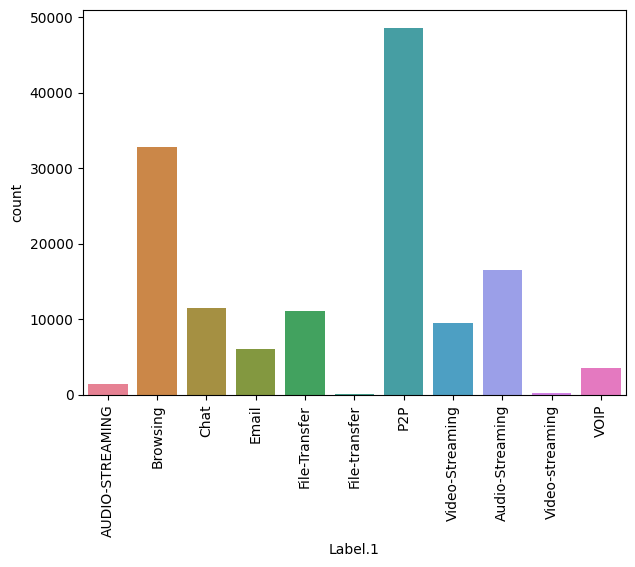 50000
40000
30000
20000
10000
0
count
AUDIO-STREAMING
Browsing
Chat
Email
File-Transfer
File-transfer
P2P
Video-Streaming
Audio-Streaming
Video-streaming
VOIP
Label.1